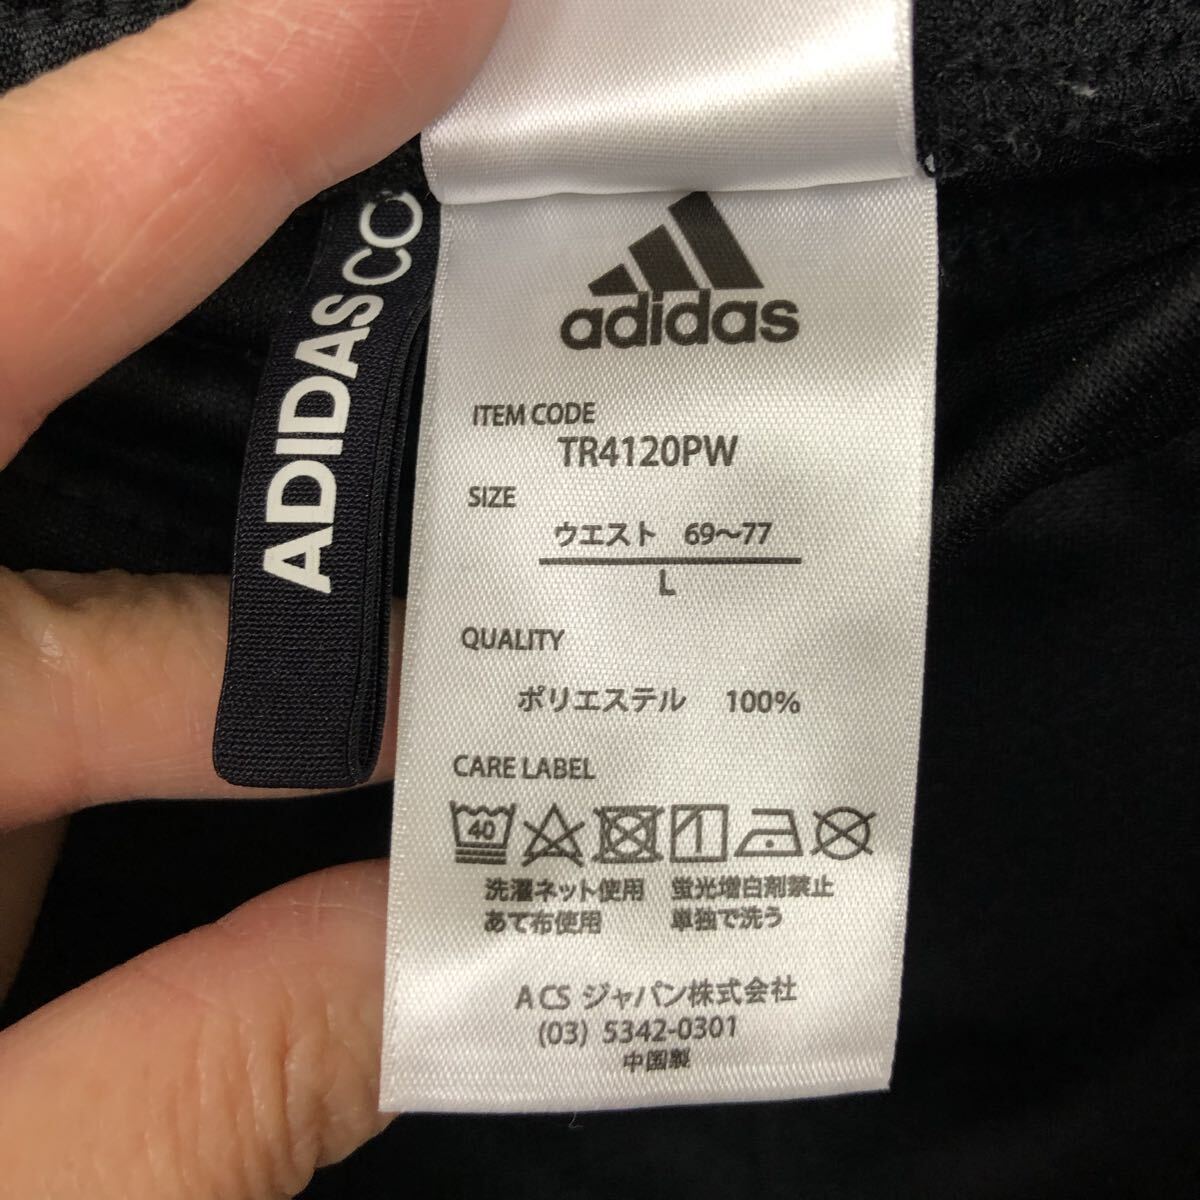 ADIDAS CO
adidas
ITEM CODE
TR4120PW
SIZE
ウエスト 69〜77
L
QUALITY
ポリエステル 100%
CARE LABEL
40
洗濯ネット使用 蛍光増白剤禁止
あて布使用 単独で洗う
A CS ジャパン株式会社
(03) 5342-0301
中国製